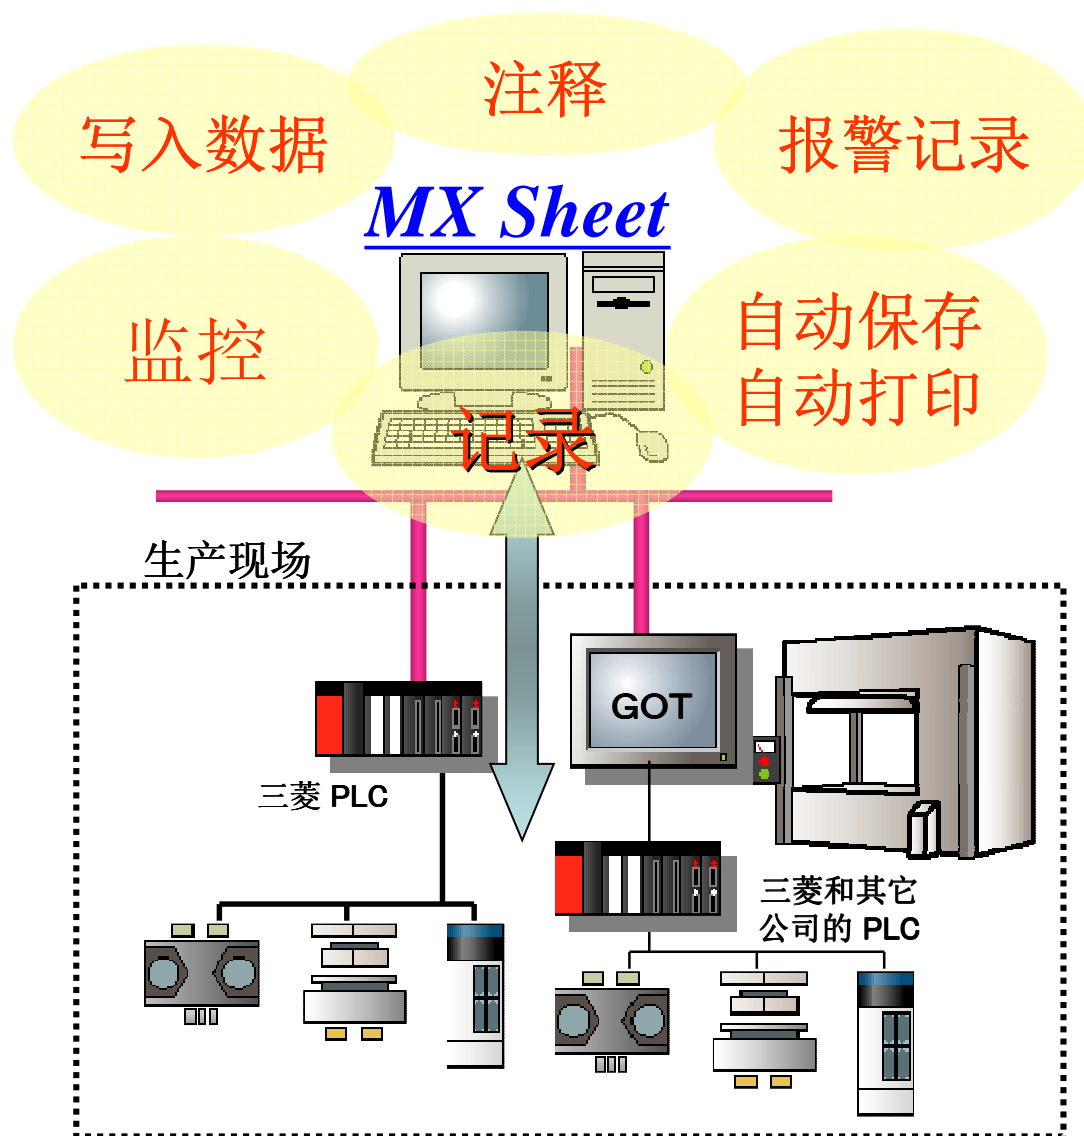 注释
写入数据
报警记录
MX Sheet
监控
自动保存
自动打印
记录
生产现场
GOT
三菱 PLC
三菱和其它
公司的 PLC